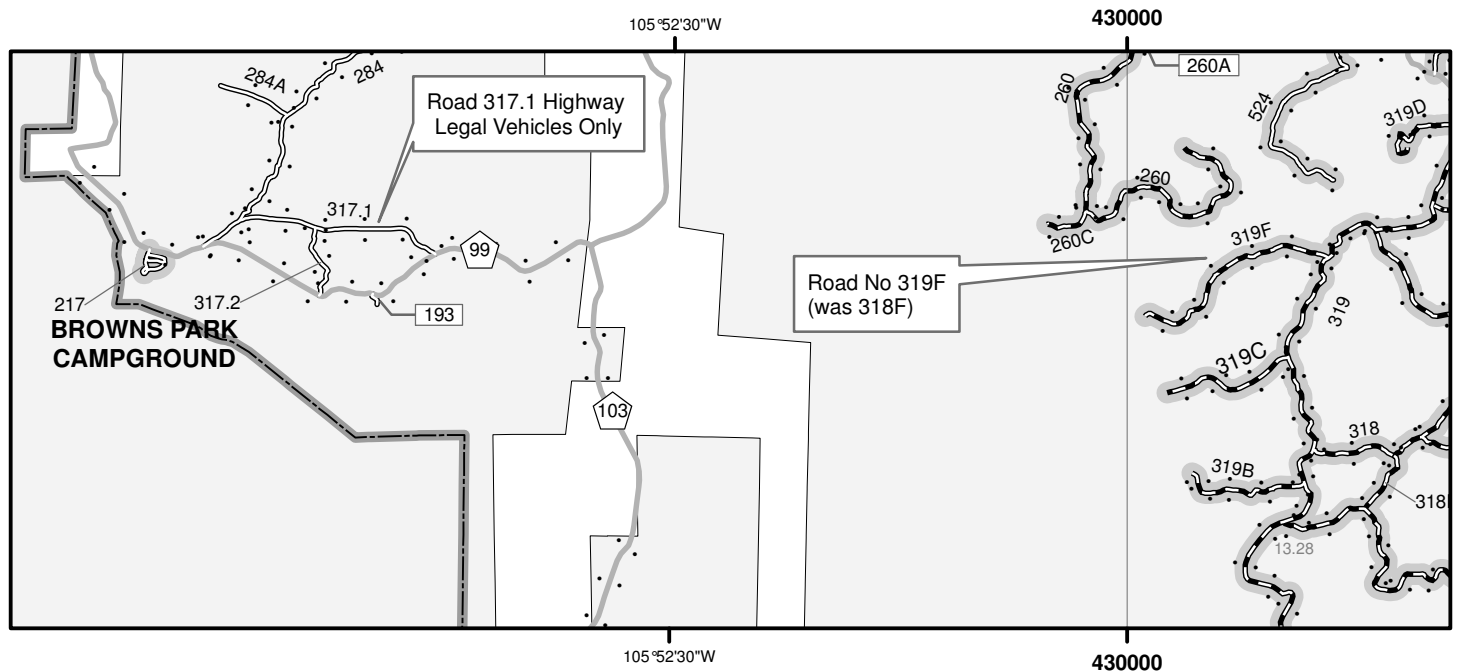 105°52'30"W
430000
284A
284
Road 317.1 Highway
Legal Vehicles Only
260
260A
524
319D
317.1
260
99
260C
319F
Road No 319F
(was 318F)
217
317.2
193
319
BROWNS PARK
CAMPGROUND
319C
103
318
319B
318
13.28
105°52'30"W
430000